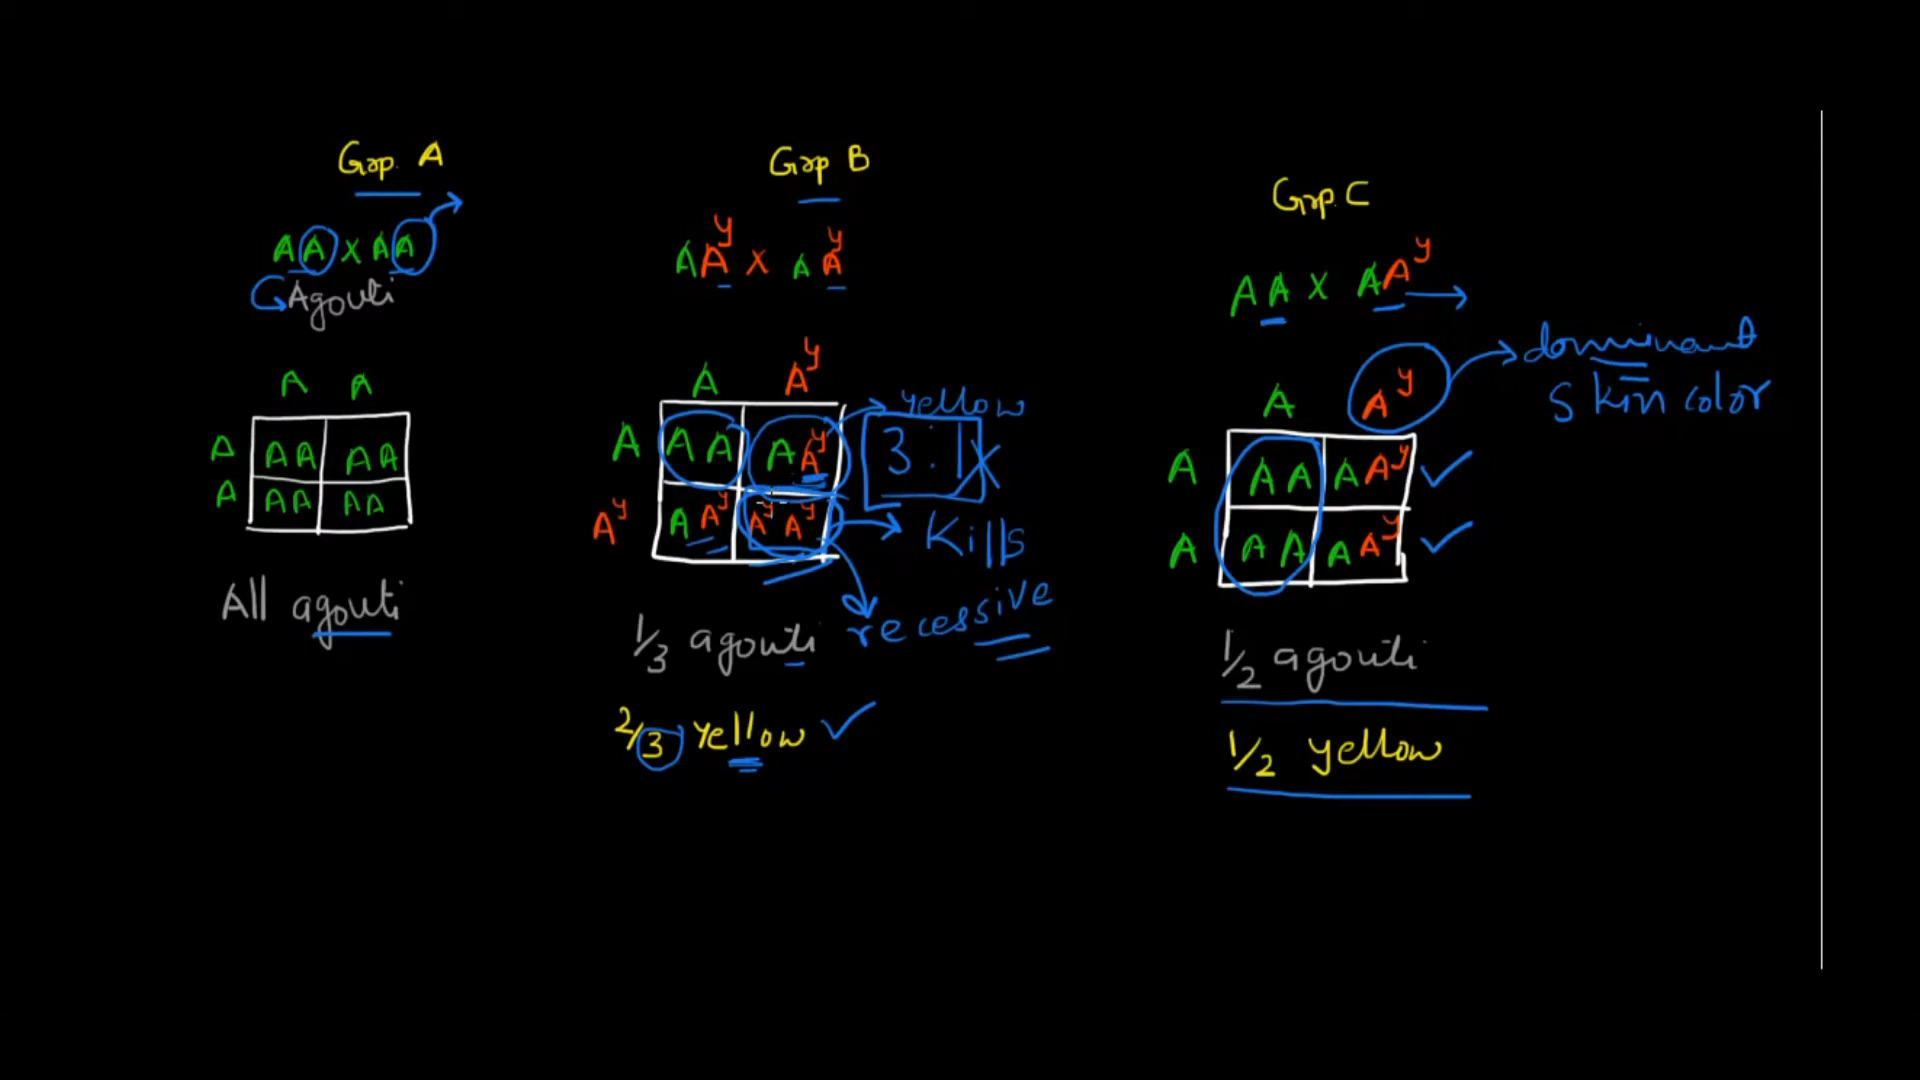 Grp. A
AA X AA
Agouti
A A
A AA AA
A AA AA
All agouti
Grp B
AA^y X AA^y
A A^y
A AA AA^y
A^y AA^y A^yA^y
yellow
3:1
Kills
recessive
1/3 agouti
2/3 yellow
Grp. C
AA X AA^y
A A^y
dominant
skin color
A AA AA^y
A AA AA^y
1/2 agouti
1/2 yellow